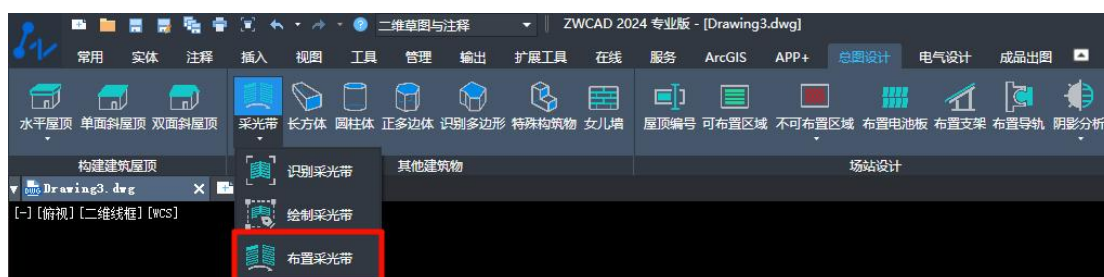 二维草图与注释 ZWCAD 2024 专业版 - [Drawing3.dwg]
常用 实体 注释 插入 视图 工具 管理 输出 扩展工具 在线 服务 ArcGIS APP+ 总图设计 电气设计 成品出图
水平屋顶 单面斜屋顶 双面斜屋顶 采光带 长方体 圆柱体 正多边体 识别多边形 特殊构筑物 女儿墙 屋顶编号 可布置区域 不可布置区域 布置电池板 布置支架 布置导轨 阴影分析
构建建筑屋顶 其他建筑物 场站设计
Drawing3.dwg
识别采光带
[-] [俯视] [二维线框] [WCS]
绘制采光带
布置采光带